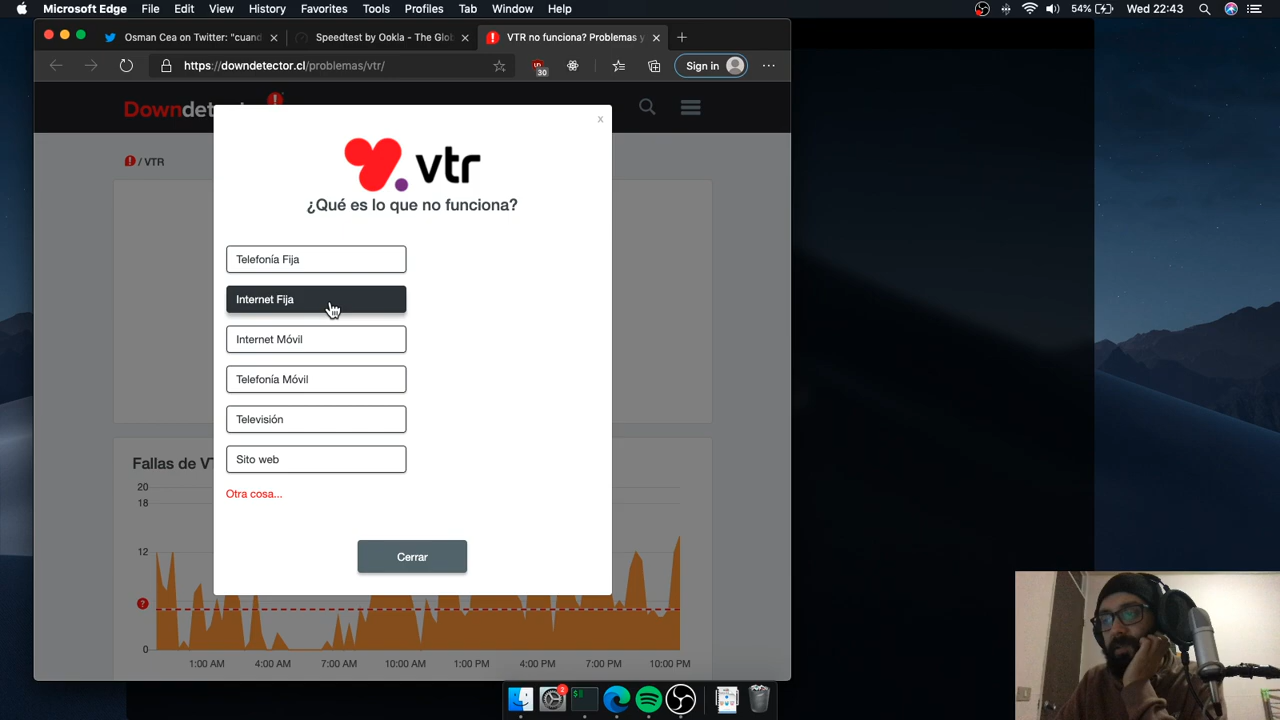 Microsoft Edge File Edit View History Favorites Tools Profiles Tab Window Help 54% Wed 22:43
Osman Cea on Twitter: "cuand × Speedtest by Ookla - The Glob × VTR no funciona? Problemas y ×
https://downdetector.cl/problemas/vtr/ 30 Sign in
Downdete
/ VTR
x
vtr
¿Qué es lo que no funciona?
Telefonía Fija
Internet Fija
Internet Móvil
Telefonía Móvil
Televisión
Sito web
Otra cosa...
Cerrar
Fallas de VT
20
18
12
?
0
1:00 AM 4:00 AM 7:00 AM 10:00 AM 1:00 PM 4:00 PM 7:00 PM 10:00 PM
2